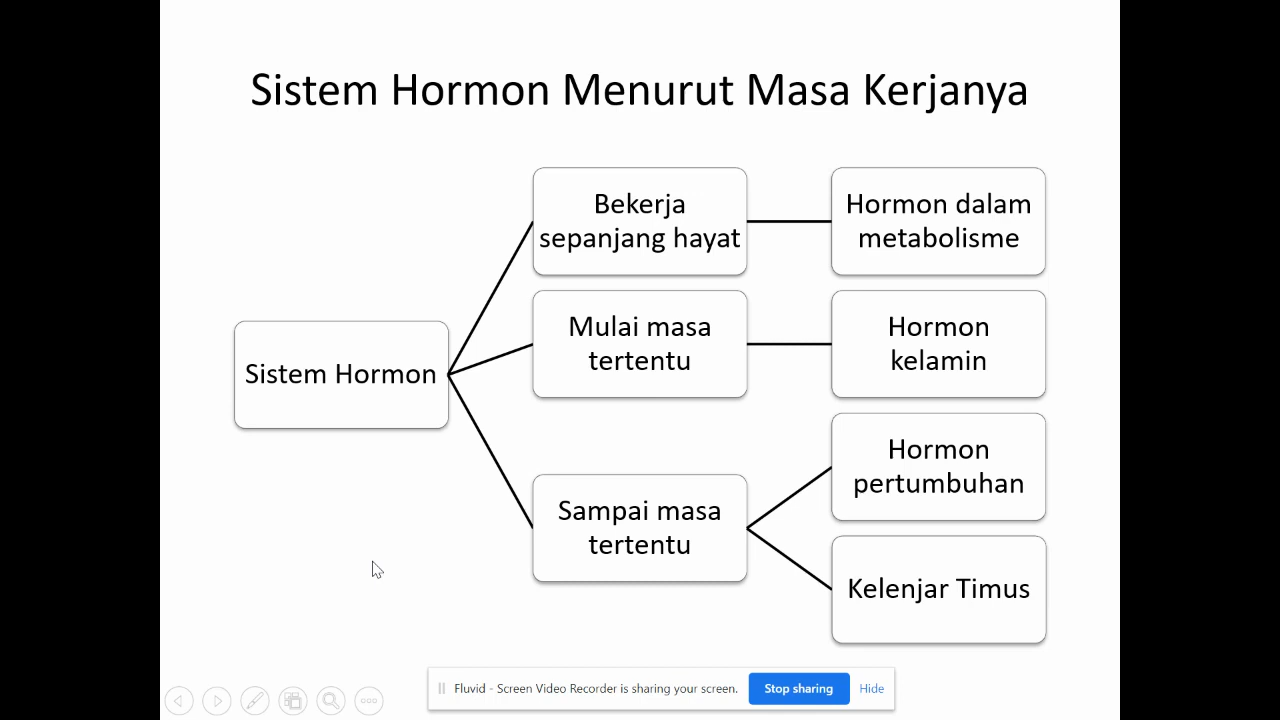 Sistem Hormon Menurut Masa Kerjanya
Bekerja
sepanjang hayat
Hormon dalam
metabolisme
Mulai masa
tertentu
Hormon
kelamin
Sistem Hormon
Sampai masa
tertentu
Hormon
pertumbuhan
Kelenjar Timus
Fluvid - Screen Video Recorder is sharing your screen.
Stop sharing
Hide